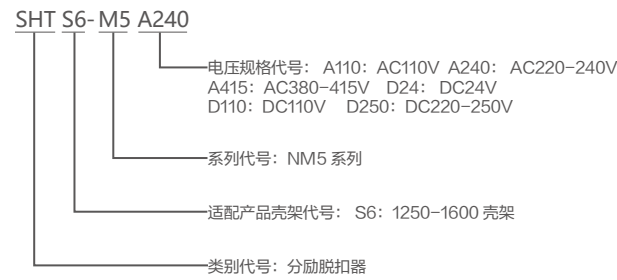 SHT S6- M5 A240
电压规格代号： A110：AC110V A240： AC220-240V
A415：AC380-415V D24： DC24V
D110：DC110V D250：DC220-250V
系列代号：NM5 系列
适配产品壳架代号： S6：1250-1600 壳架
类别代号：分励脱扣器